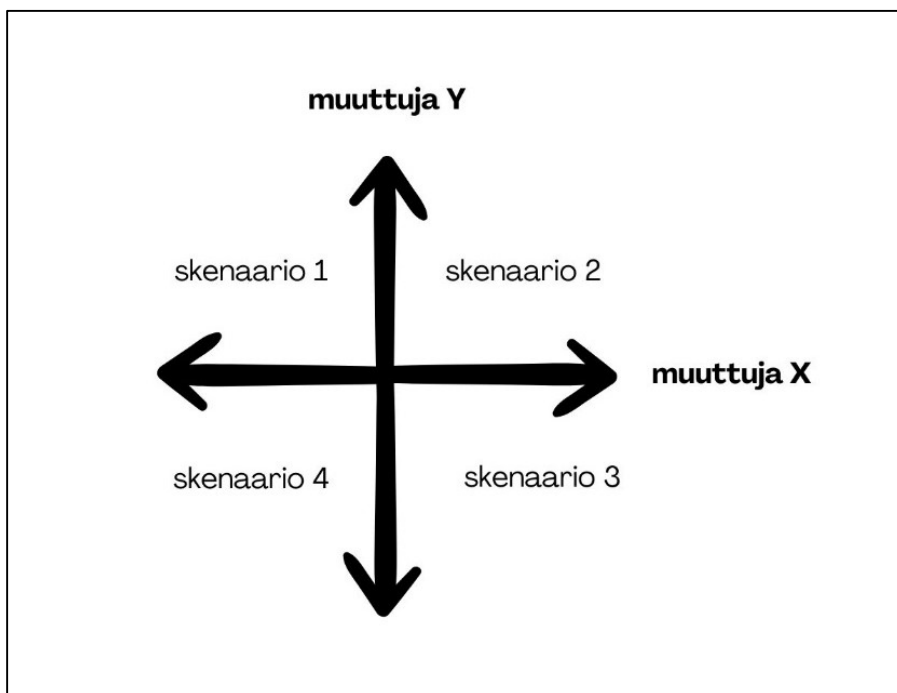 muuttuja Y
skenaario 1
skenaario 2
muuttuja X
skenaario 4
skenaario 3